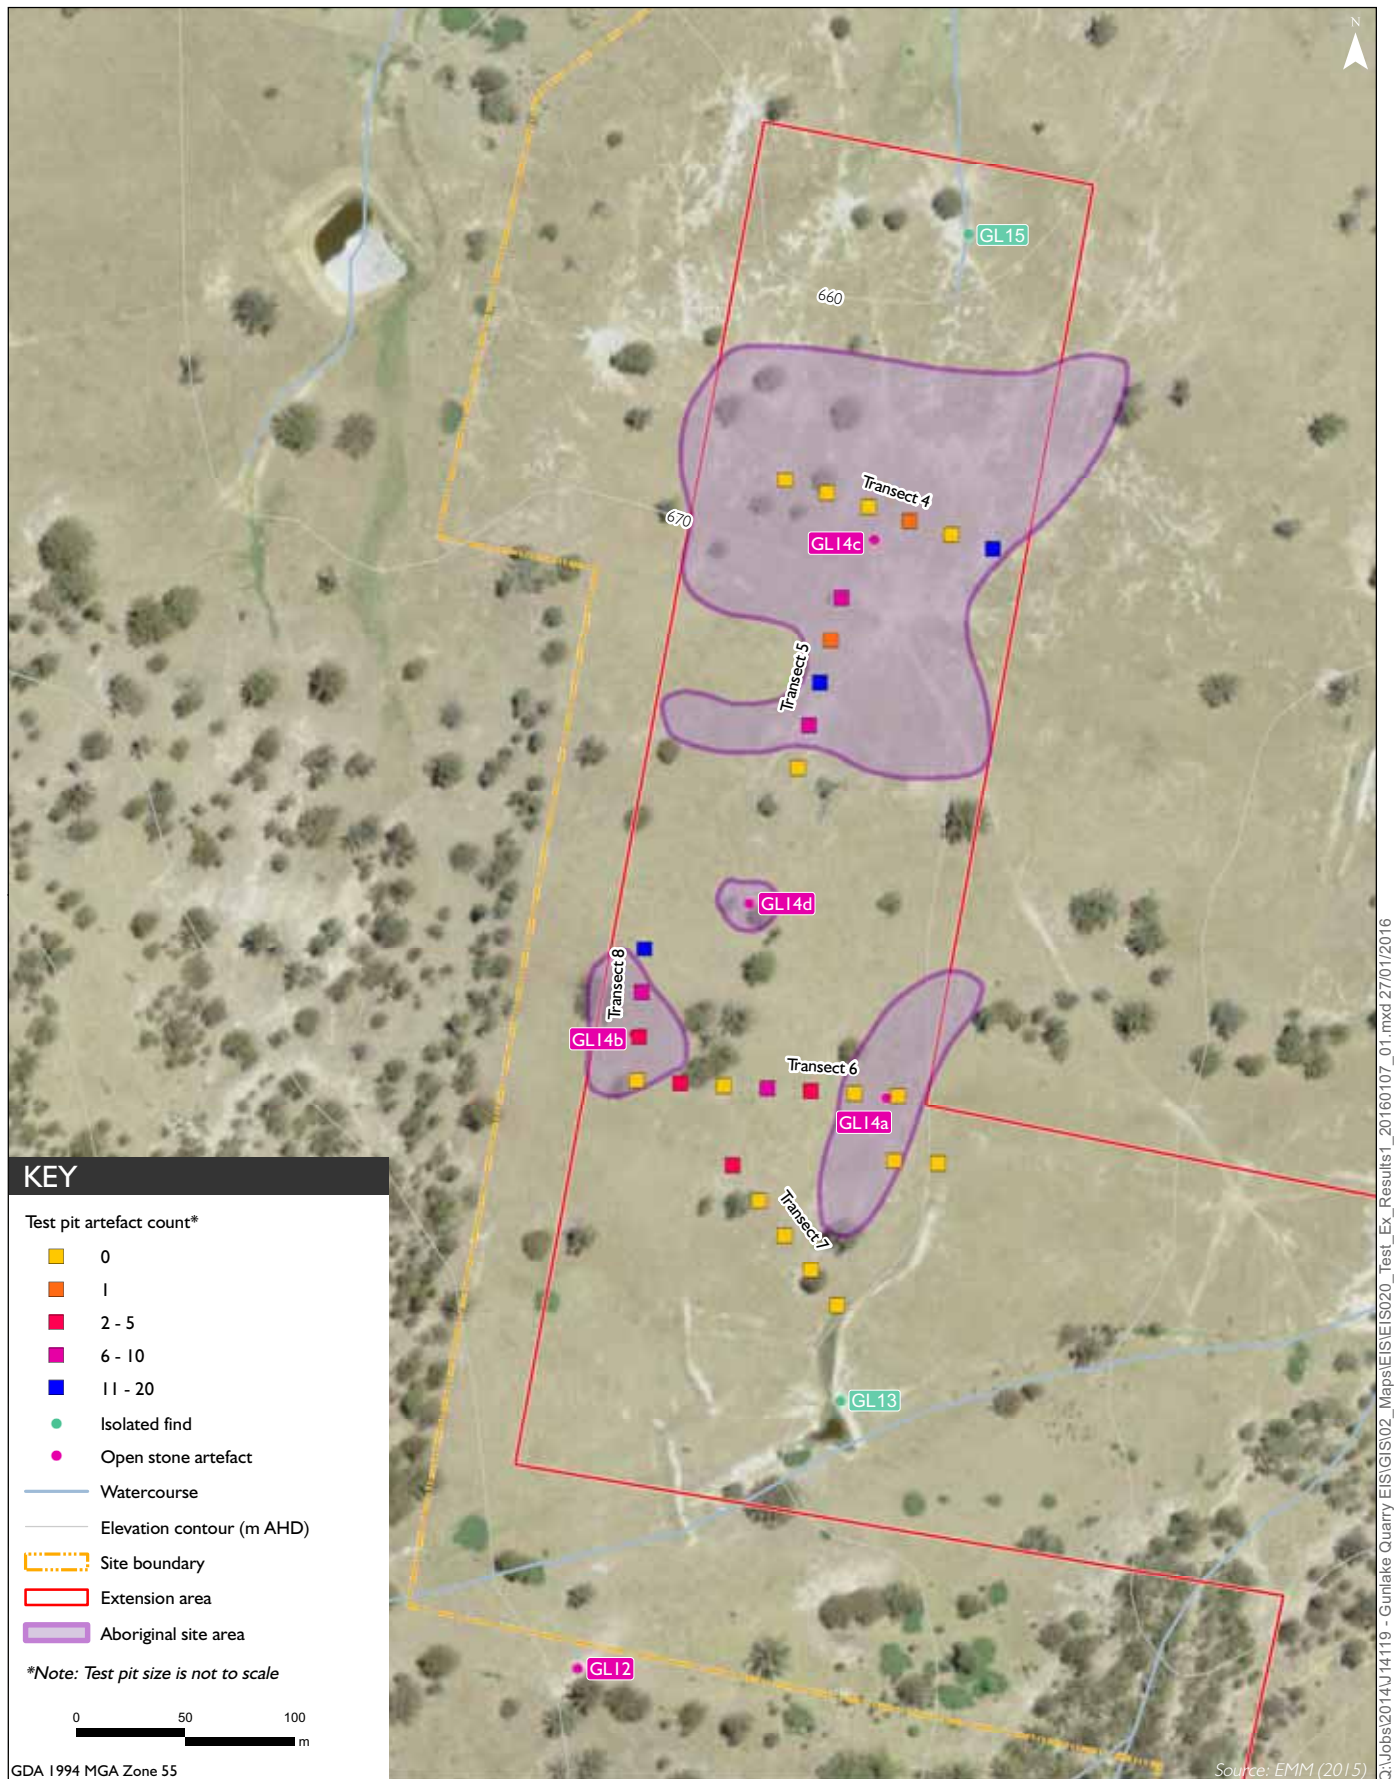 N
GL15
660
Transect 4
670
GL14c
Transect 5
GL14d
Transect 8
GL14b
Transect 6
GL14a
Transect 7
GL13
GL12
KEY
Test pit artefact count*
0
1
2 - 5
6 - 10
11 - 20
Isolated find
Open stone artefact
Watercourse
Elevation contour (m AHD)
Site boundary
Extension area
Aboriginal site area
*Note: Test pit size is not to scale
0 50 100
m
GDA 1994 MGA Zone 55
Source: EMM (2015)
Q:\Jobs\2014\J14119 - Gunlake Quarry EIS\GIS\02_Maps\EIS\EIS020_Test_Ex_Results1_20160107_01.mxd 27/01/2016